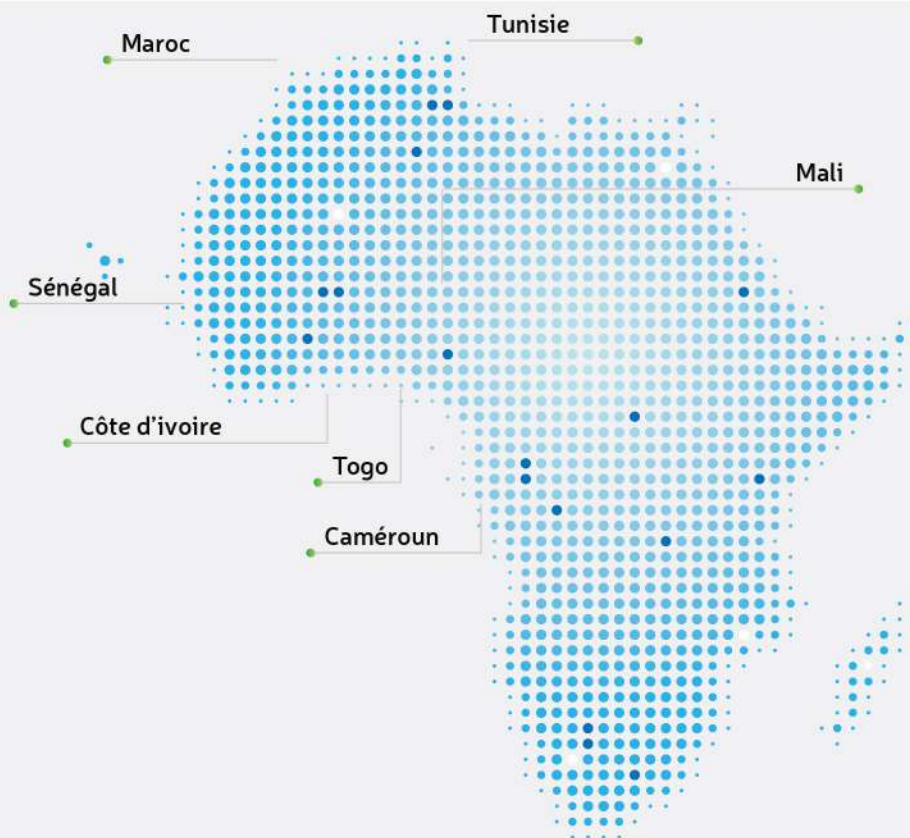 Tunisie
Maroc
Mali
Sénégal
Côte d'ivoire
Togo
Caméroun